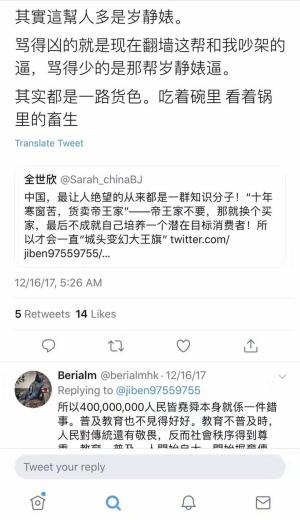 其實這幫人多是岁静婊。
骂得凶的就是现在翻墙这帮和我吵架的
逼，骂得少的是那帮岁静婊逼。
其实都是一路货色。吃着碗里 看着锅
里的畜生
Translate Tweet
全世欣 @Sarah_chinaBJ
中国，最让人绝望的从来都是一群知识分子！“十年
寒窗苦，货卖帝王家”——帝王家不要，那就换个买
家，最后不成就自己培养一个潜在目标消费者！所
以才会一直“城头变幻大王旗” twitter.com/
jiben97559755/...
12/16/17, 5:26 AM
5 Retweets 14 Likes
Berialm @berialmhk · 12/16/17
Replying to @jiben97559755
所以400,000,000人民皆堯舜本身就係一件錯
事。普及教育也不見得好好。教育不普及時，
人民對傳統還有敬畏，反而社會秩序得到尊
Tweet your reply